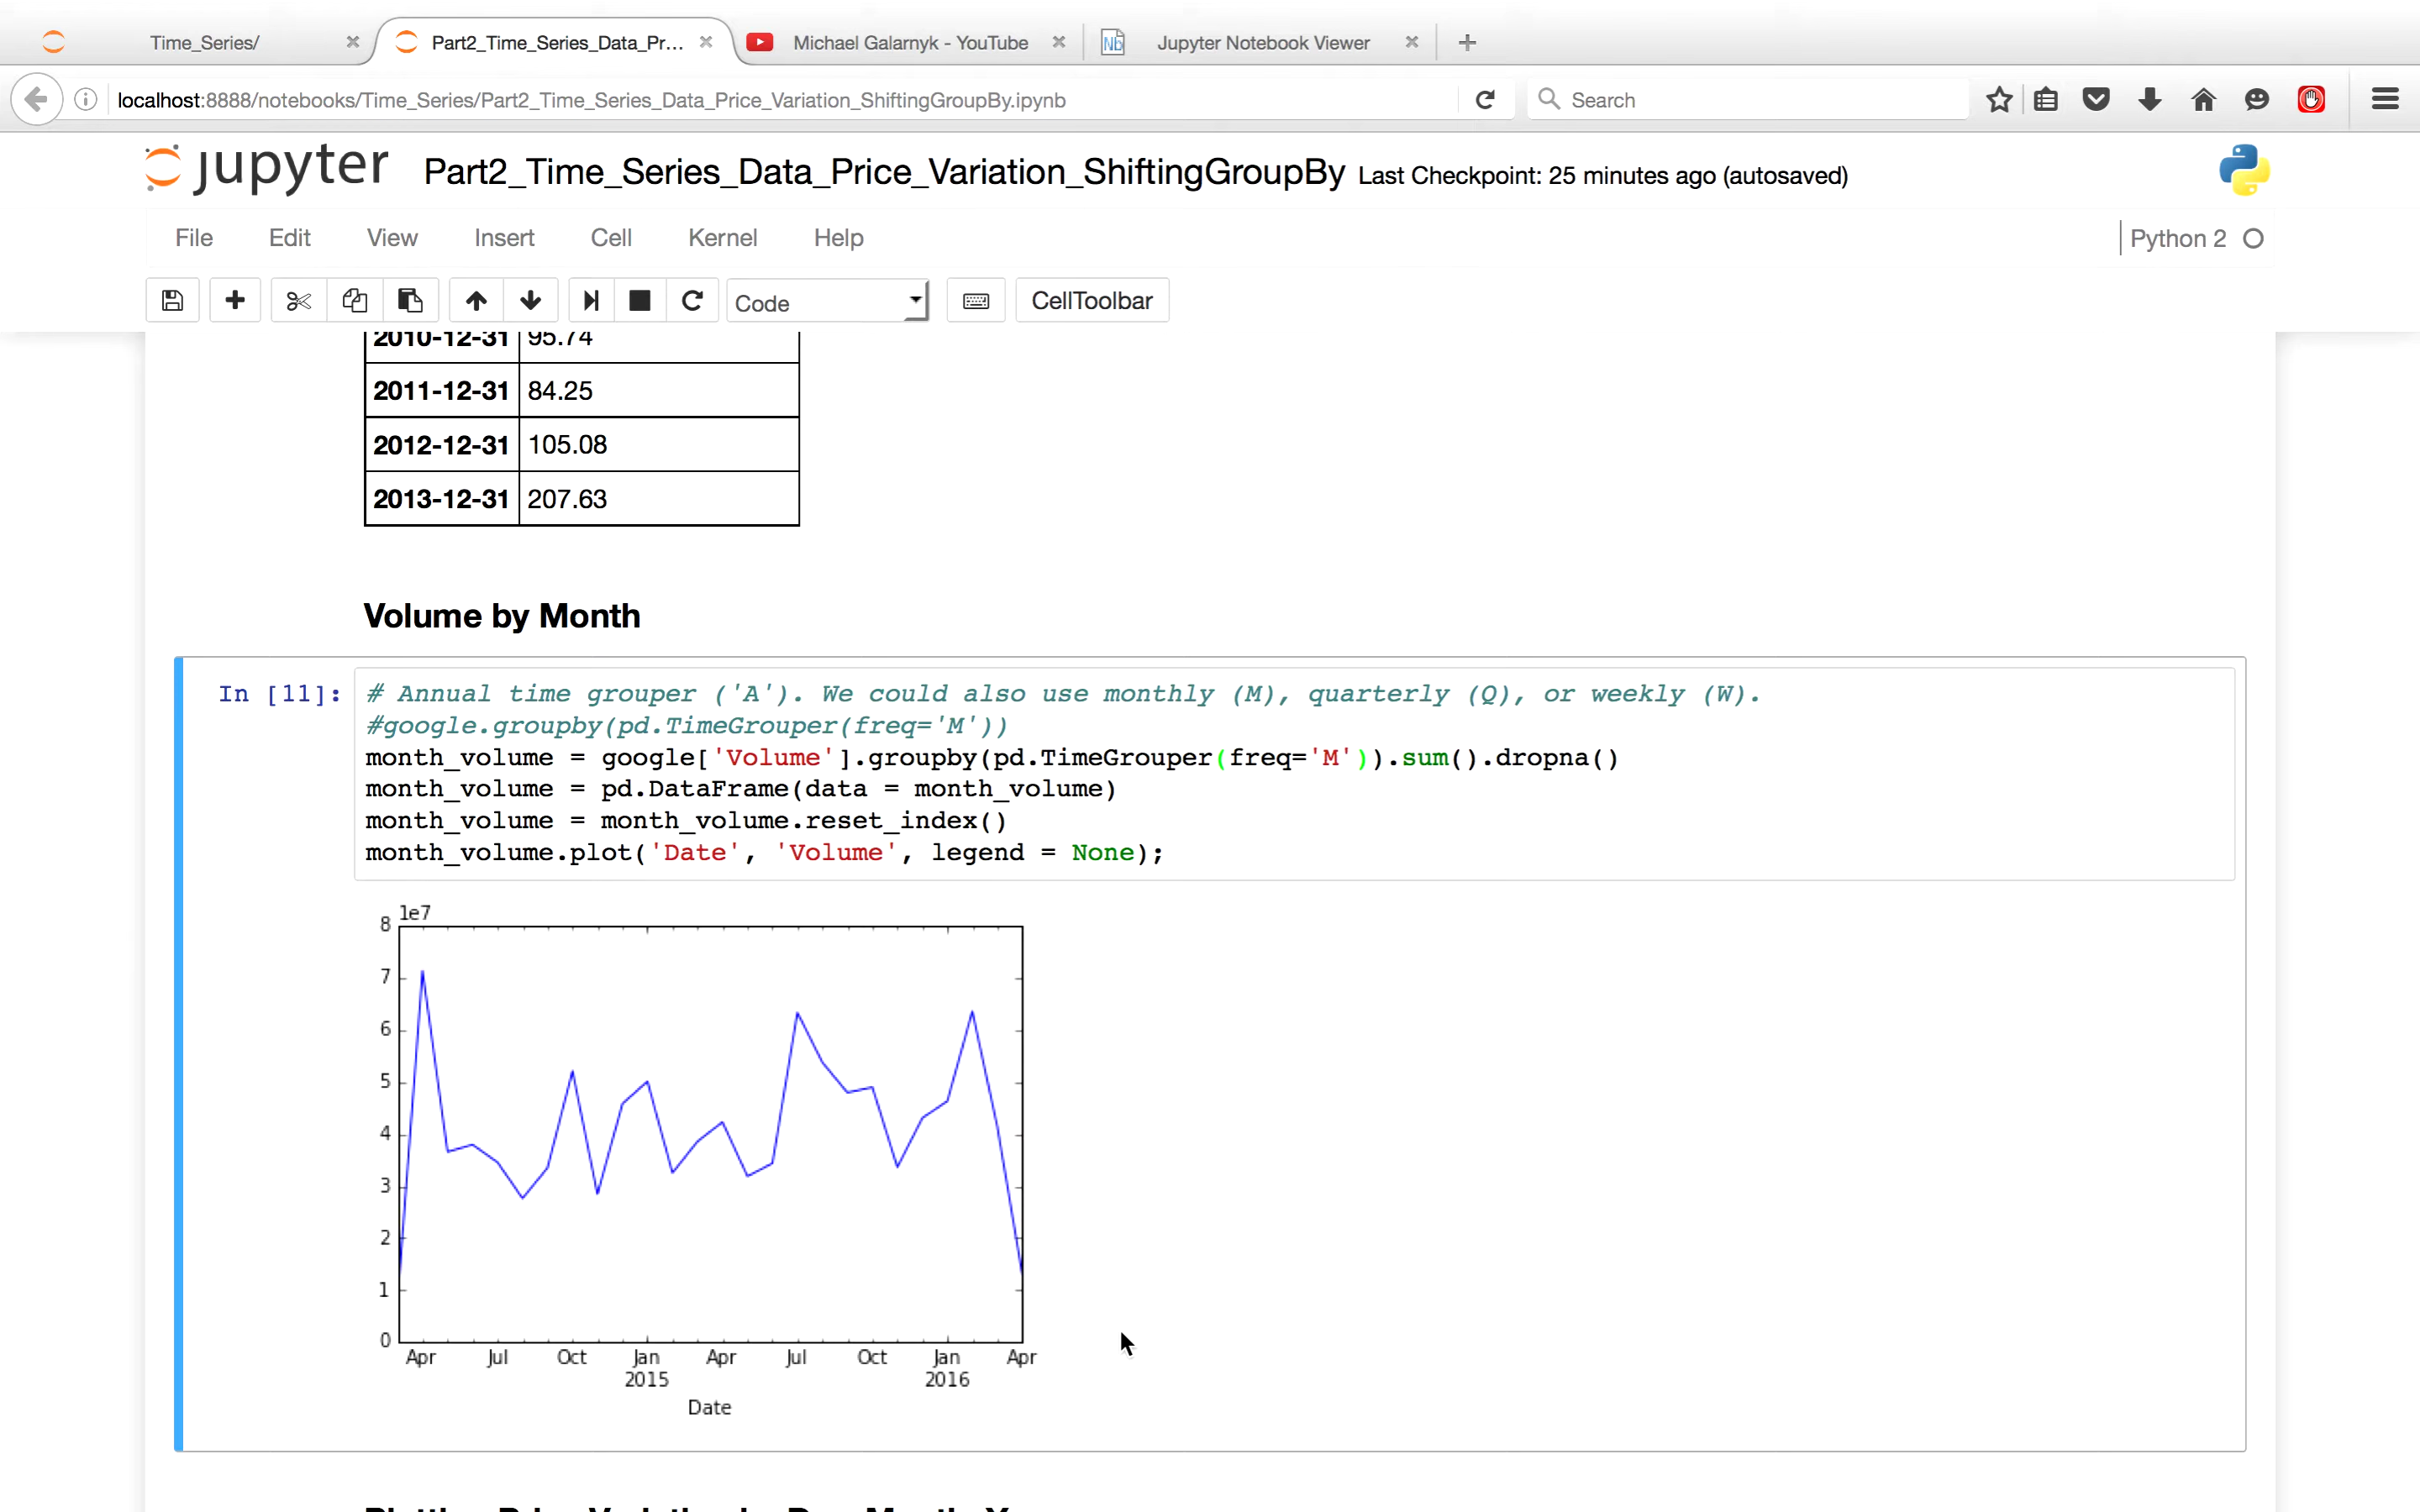 Time_Series/
Part2_Time_Series_Data_Pr...
Michael Galarnyk - YouTube
Nb
Jupyter Notebook Viewer
localhost:8888/notebooks/Time_Series/Part2_Time_Series_Data_Price_Variation_ShiftingGroupBy.ipynb
Search
jupyter Part2_Time_Series_Data_Price_Variation_ShiftingGroupBy Last Checkpoint: 25 minutes ago (autosaved)
File Edit View Insert Cell Kernel Help
Python 2
Code
CellToolbar
2010-12-31 95.74
2011-12-31 84.25
2012-12-31 105.08
2013-12-31 207.63
Volume by Month
In [11]:
# Annual time grouper ('A'). We could also use monthly (M), quarterly (Q), or weekly (W).
#google.groupby(pd.TimeGrouper(freq='M'))
month_volume = google['Volume'].groupby(pd.TimeGrouper(freq='M')).sum().dropna()
month_volume = pd.DataFrame(data = month_volume)
month_volume = month_volume.reset_index()
month_volume.plot('Date', 'Volume', legend = None);
1e7
8
7
6
5
4
3
2
1
0
Apr Jul Oct Jan Apr Jul Oct Jan Apr
2015 2016
Date